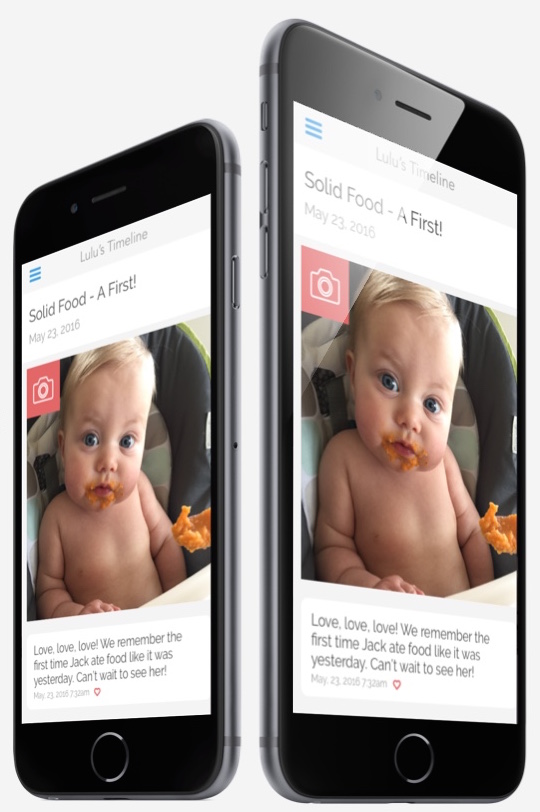 Lulu's Timeline
Solid Food - A First!
May 23, 2016
Love, love, love! We remember the
first time Jack ate food like it was
yesterday. Can't wait to see her!
May, 23, 2016 7:32am
Lulu's Timeline
Solid Food - A First!
May 23, 2016
Love, love, love! We remember the
first time Jack ate food like it was
yesterday. Can't wait to see her!
May, 23, 2016 7:32am